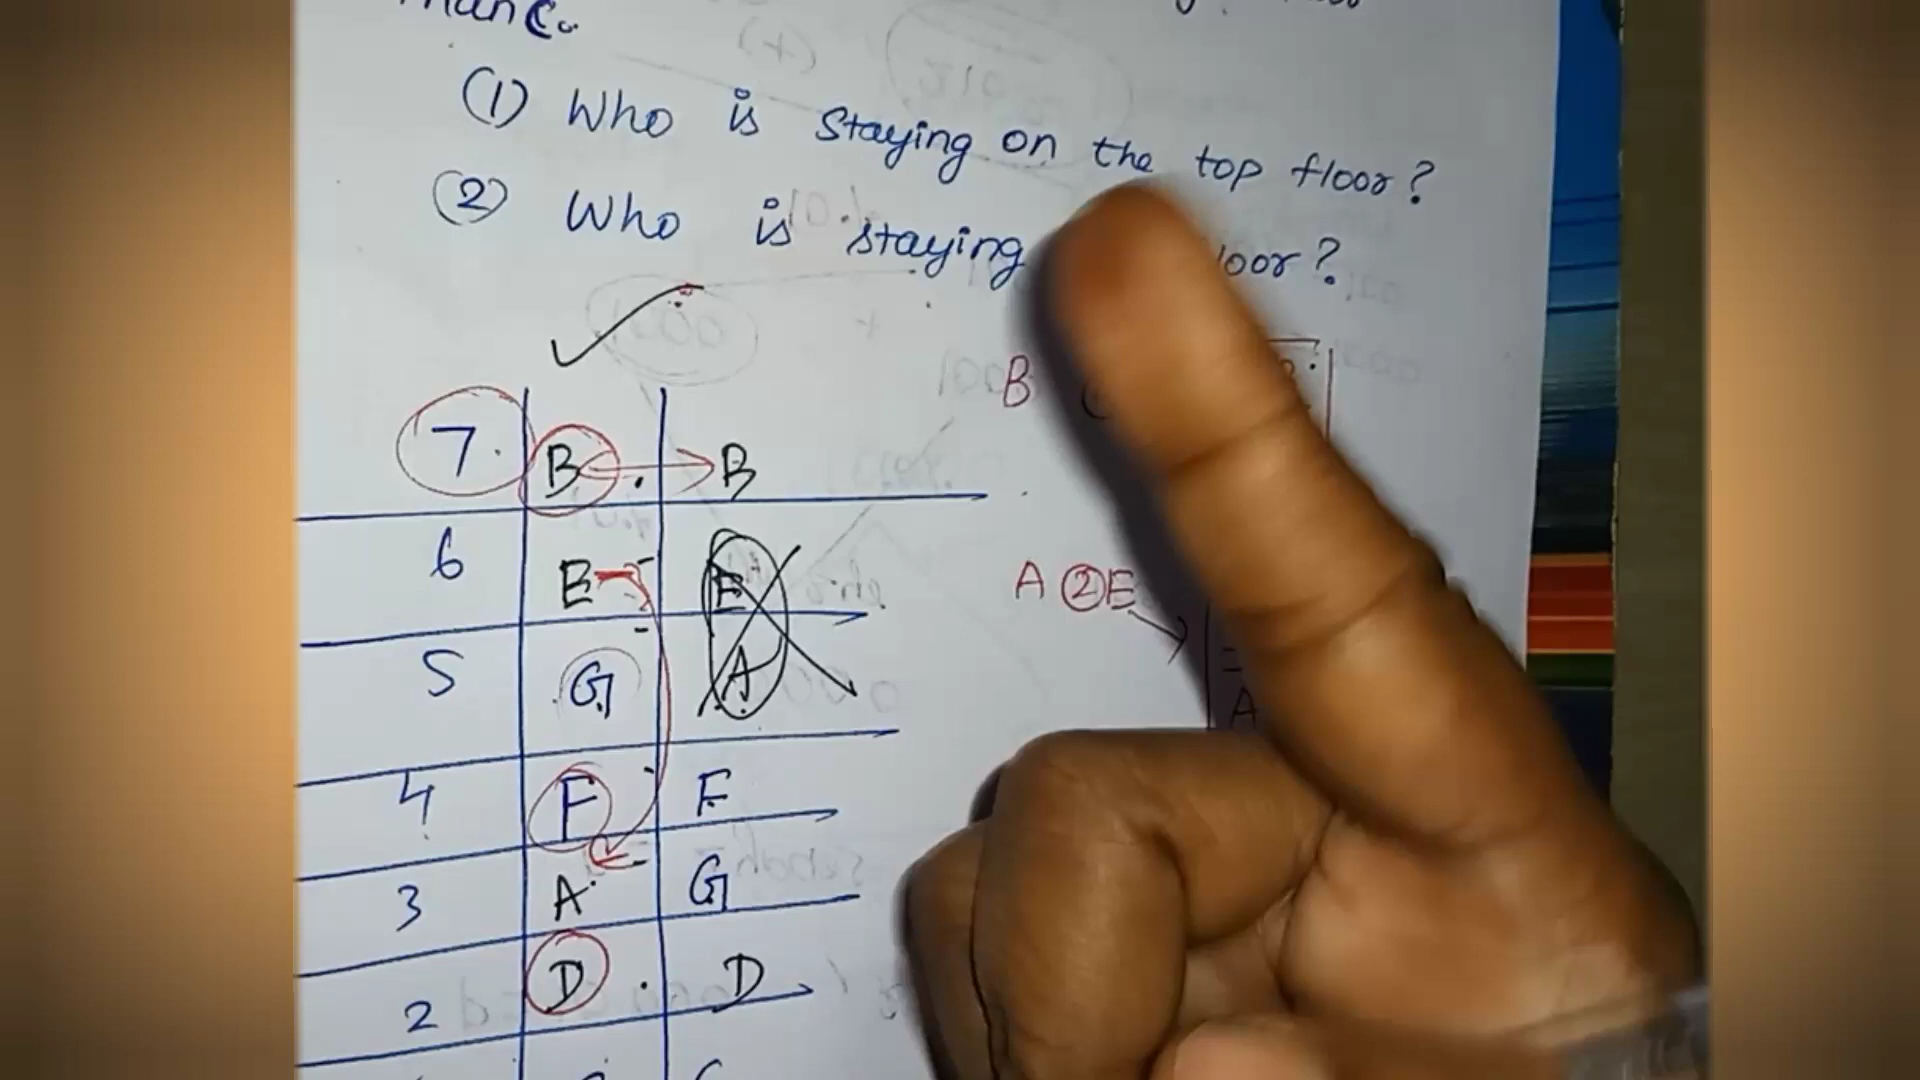 (1) Who is staying on the top floor?
(2) Who is staying floor?
7 B B
6 E E
5 G A
4 F F
3 A G
2 D D
B
A ②E
A